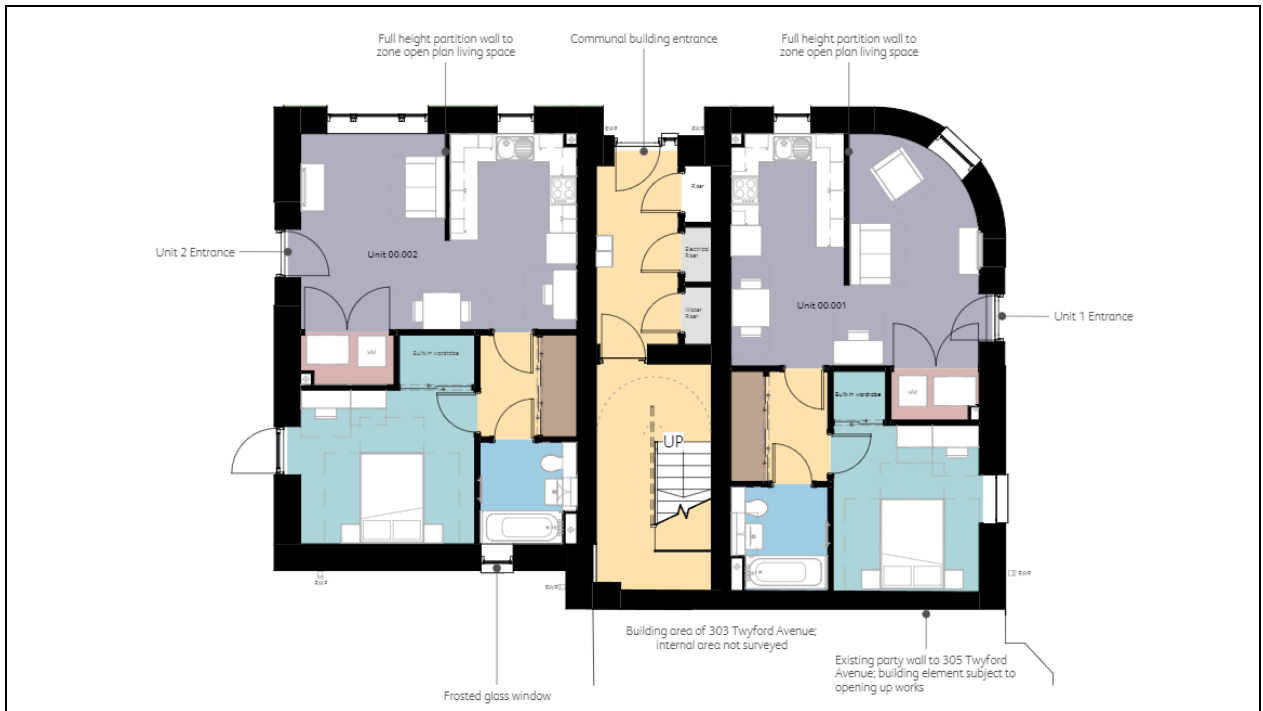 Full height partition wall to
zone open plan living space
Communal building entrance
Full height partition wall to
zone open plan living space
RWP
RWP
Riser
Unit 2 Entrance
Unit 00.002
Electrical
Riser
Water
Riser
Unit 00.001
Unit 1 Entrance
WM
Built-in wardrobe
WM
Built-in wardrobe
UP
RWP
RWP
RWP
Building area of 303 Twyford Avenue;
internal area not surveyed
Existing party wall to 305 Twyford
Avenue; building element subject to
opening up works
Frosted glass window